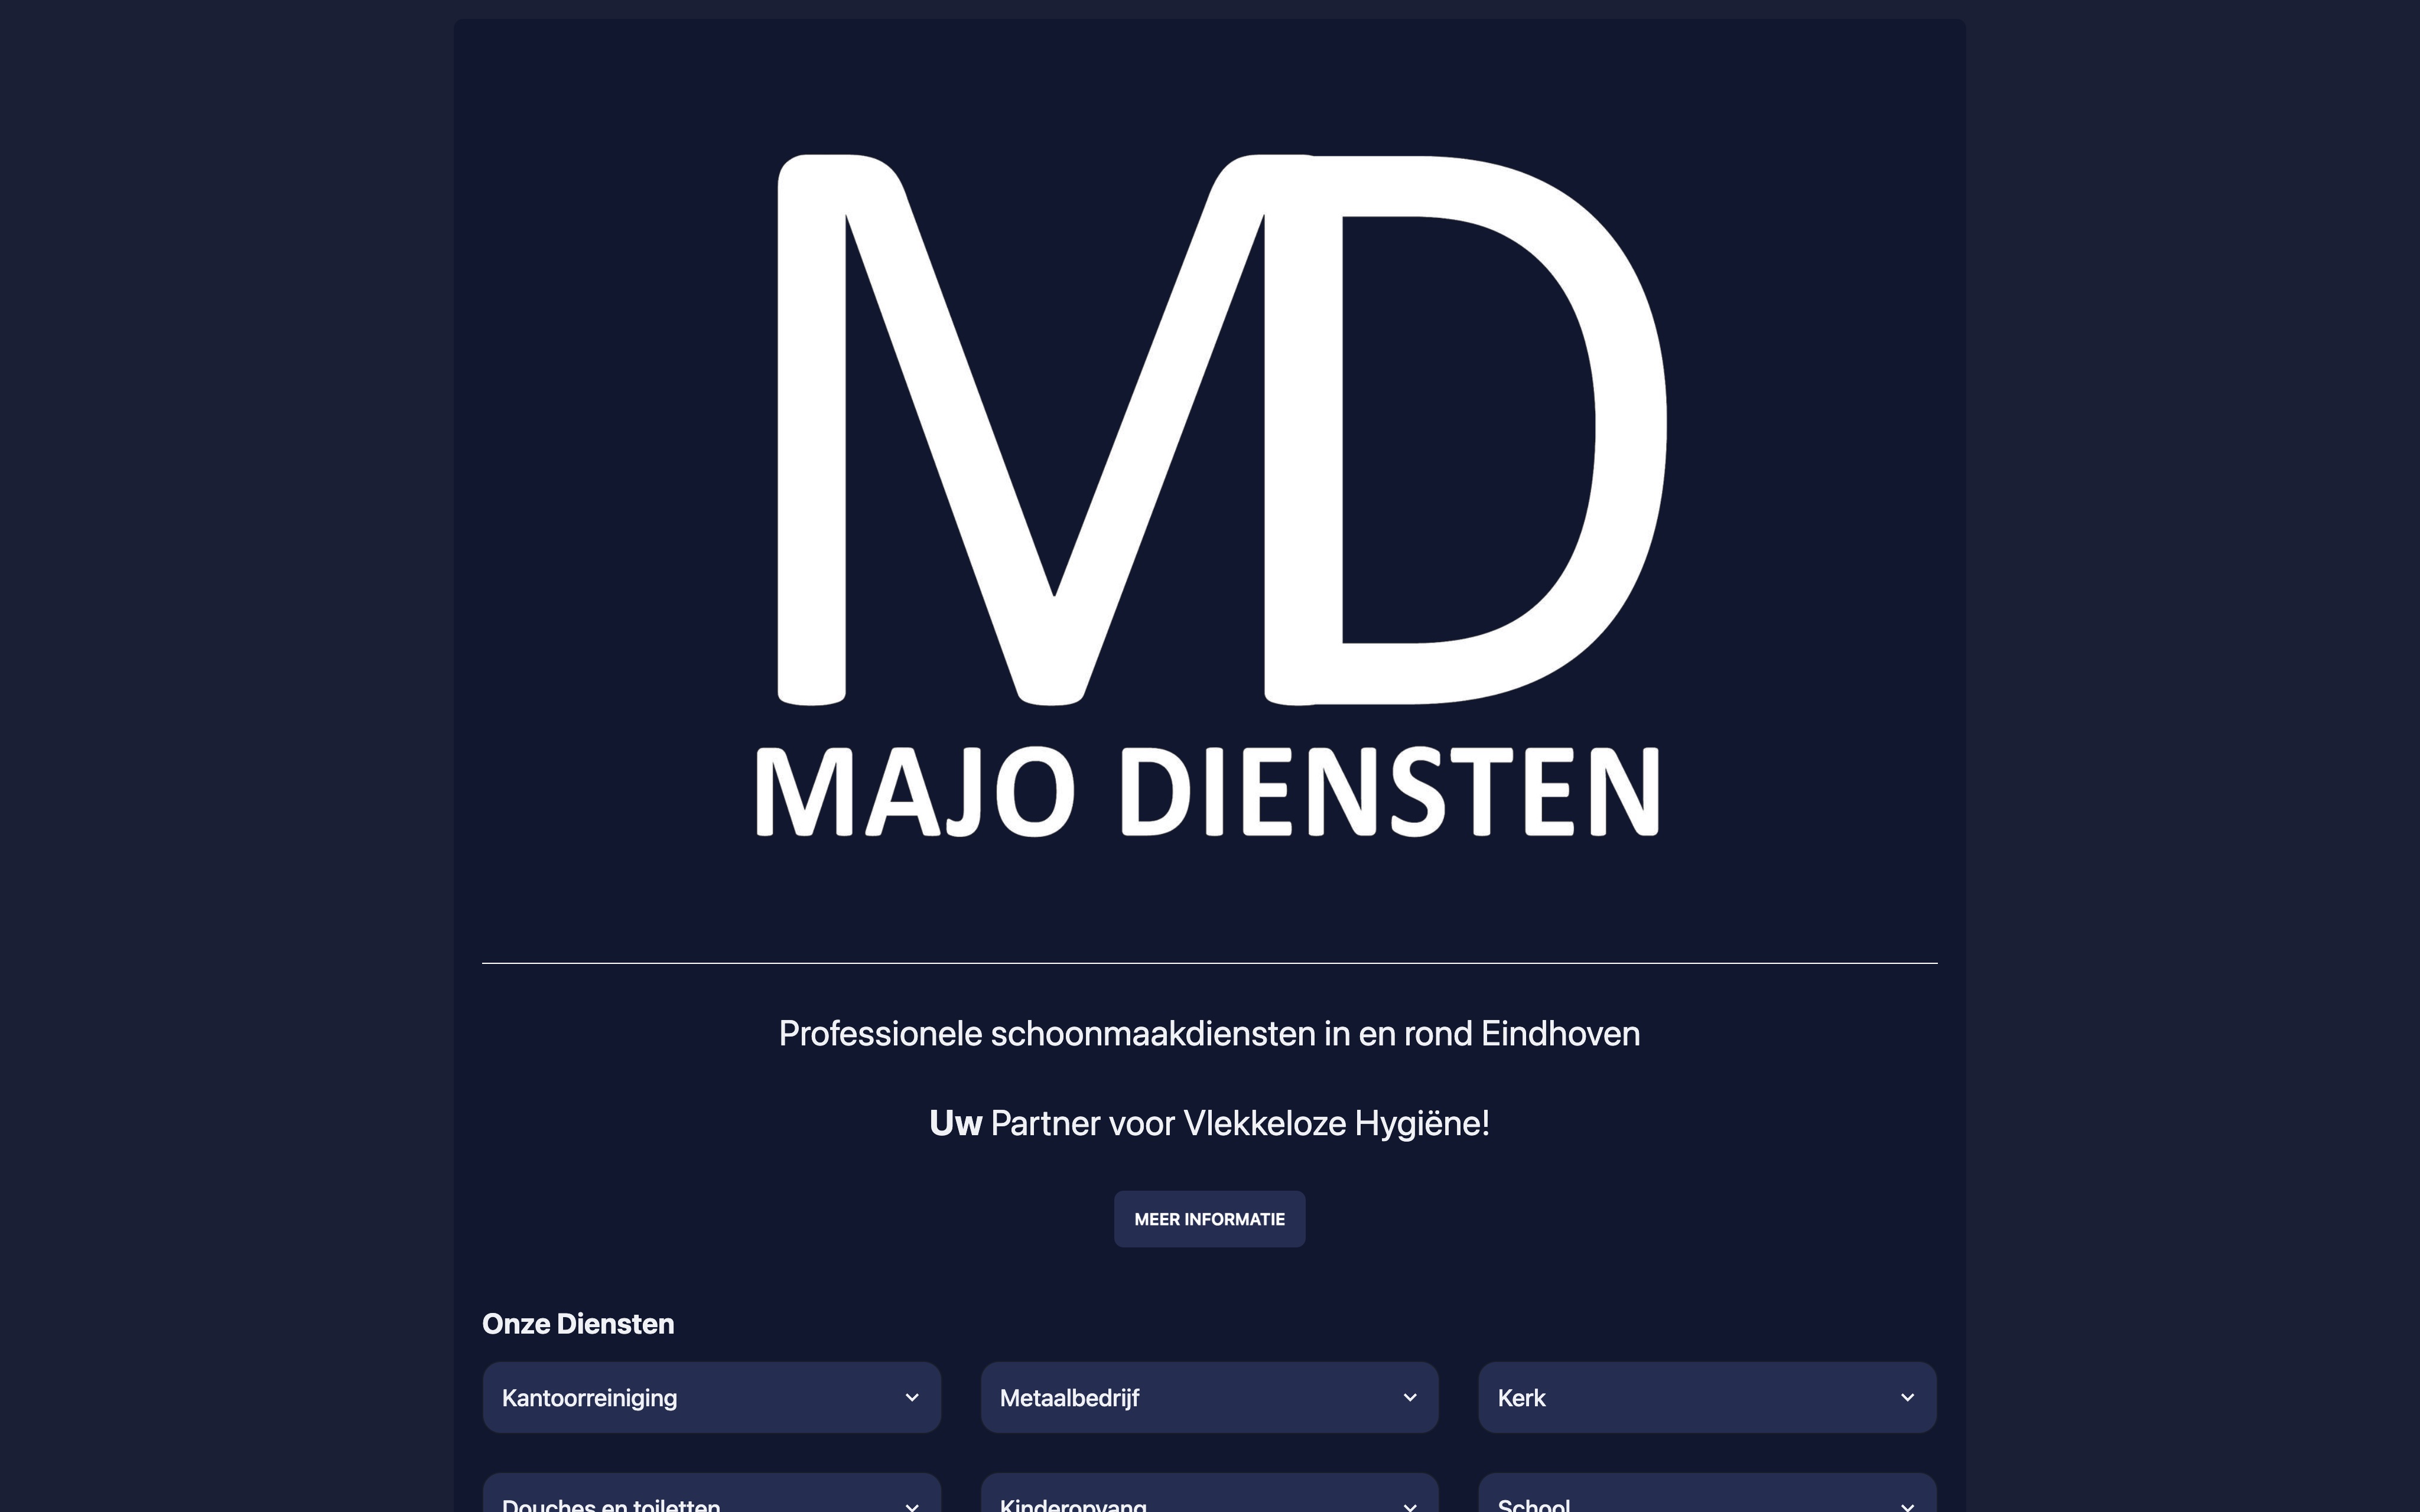 MD
MAJO DIENSTEN
Professionele schoonmaakdiensten in en rond Eindhoven
Uw Partner voor Vlekkeloze Hygiëne!
MEER INFORMATIE
Onze Diensten
Kantoorreiniging
Metaalbedrijf
Kerk
Douches en toiletten
Kinderopvang
School